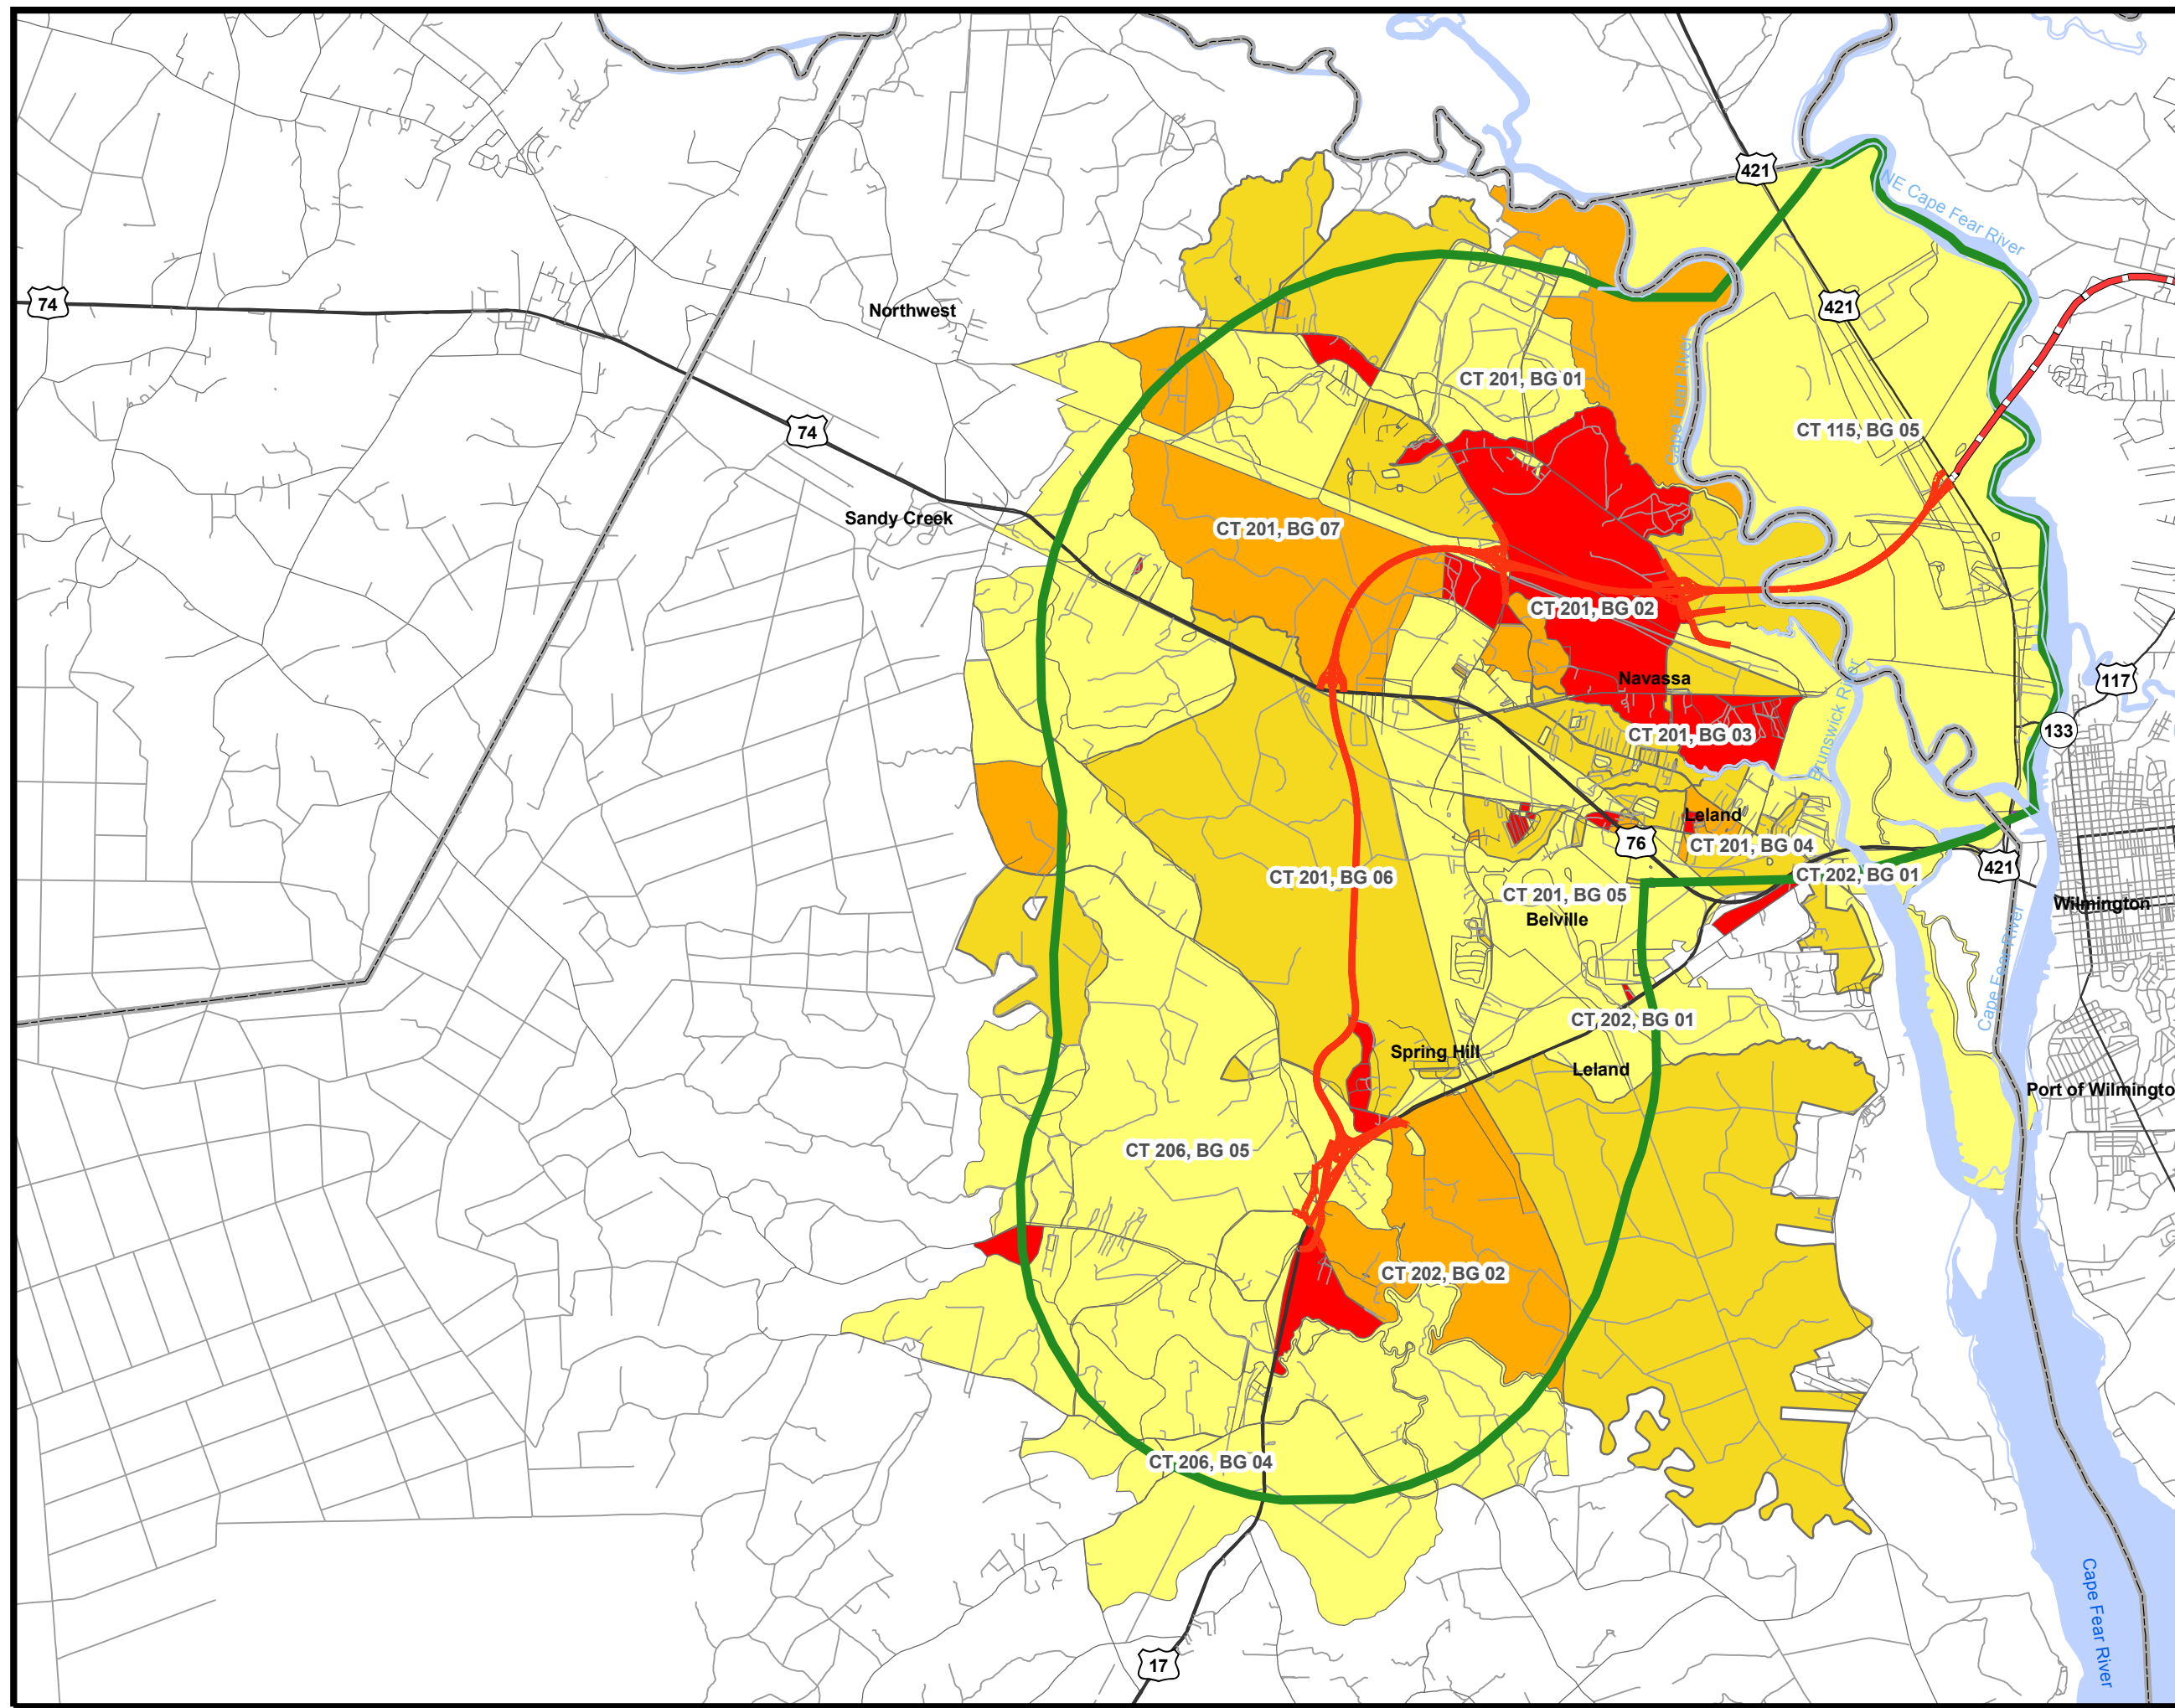 421
NE Cape Fear River
74
421
Northwest
Cape Fear River
CT 201, BG 01
CT 115, BG 05
74
Sandy Creek
CT 201, BG 07
CT 201, BG 02
Navassa
117
Brunswick River
CT 201, BG 03
133
Leland
76
CT 201, BG 04
421
CT 202, BG 01
CT 201, BG 06
CT 201, BG 05
Wilmington
Belville
Cape Fear River
CT 202, BG 01
Spring Hill
Leland
Port of Wilmingto
CT 206, BG 05
CT 202, BG 02
CT 206, BG 04
Cape Fear River
17